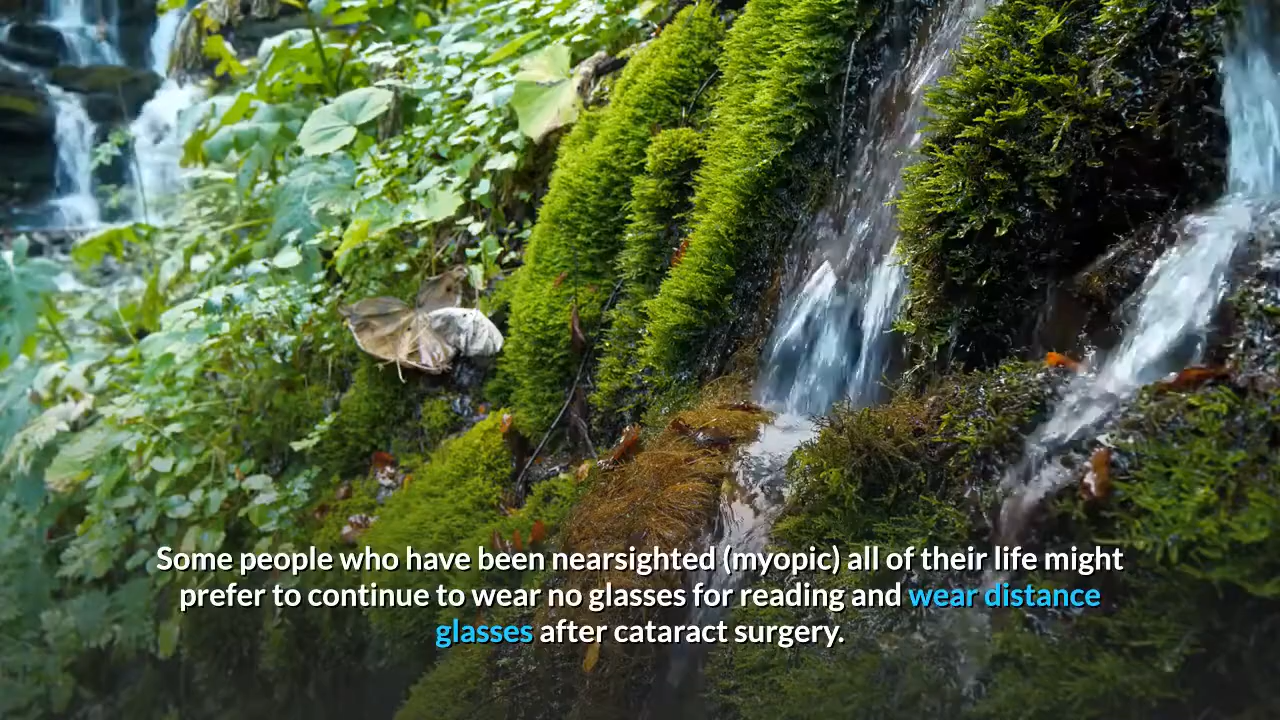 Some people who have been nearsighted (myopic) all of their life might
prefer to continue to wear no glasses for reading and wear distance
glasses after cataract surgery.